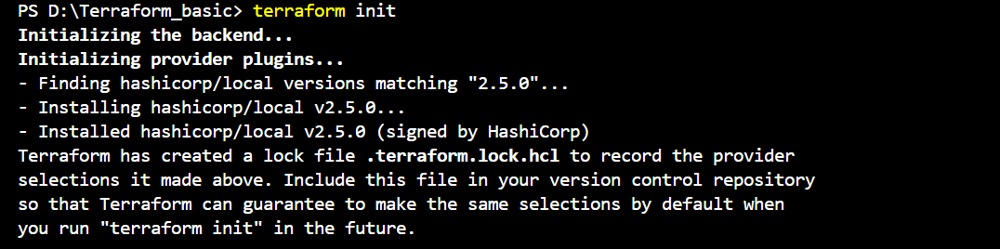 PS D:\Terraform_basic> terraform init
Initializing the backend...
Initializing provider plugins...
- Finding hashicorp/local versions matching "2.5.0"...
- Installing hashicorp/local v2.5.0...
- Installed hashicorp/local v2.5.0 (signed by HashiCorp)
Terraform has created a lock file .terraform.lock.hcl to record the provider
selections it made above. Include this file in your version control repository
so that Terraform can guarantee to make the same selections by default when
you run "terraform init" in the future.